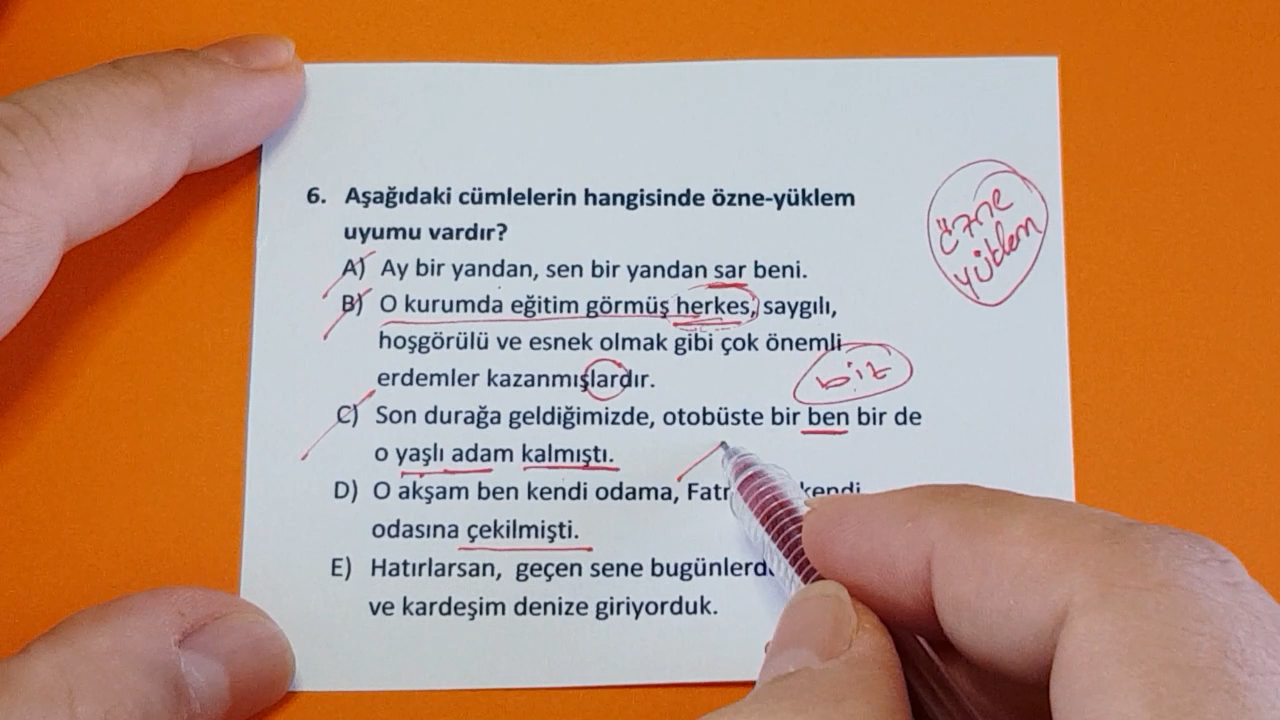 6. Aşağıdaki cümlelerin hangisinde özne-yüklem
uyumu vardır?
A) Ay bir yandan, sen bir yandan sar beni.
B) O kurumda eğitim görmüş herkes, saygılı,
hoşgörülü ve esnek olmak gibi çok önemli
erdemler kazanmışlardır.
C) Son durağa geldiğimizde, otobüste bir ben bir de
o yaşlı adam kalmıştı.
D) O akşam ben kendi odama, kendi
odasına çekilmişti.
E) Hatırlarsan, geçen sene
ve kardeşim denize giriyorduk.
özne
yüklem
biz